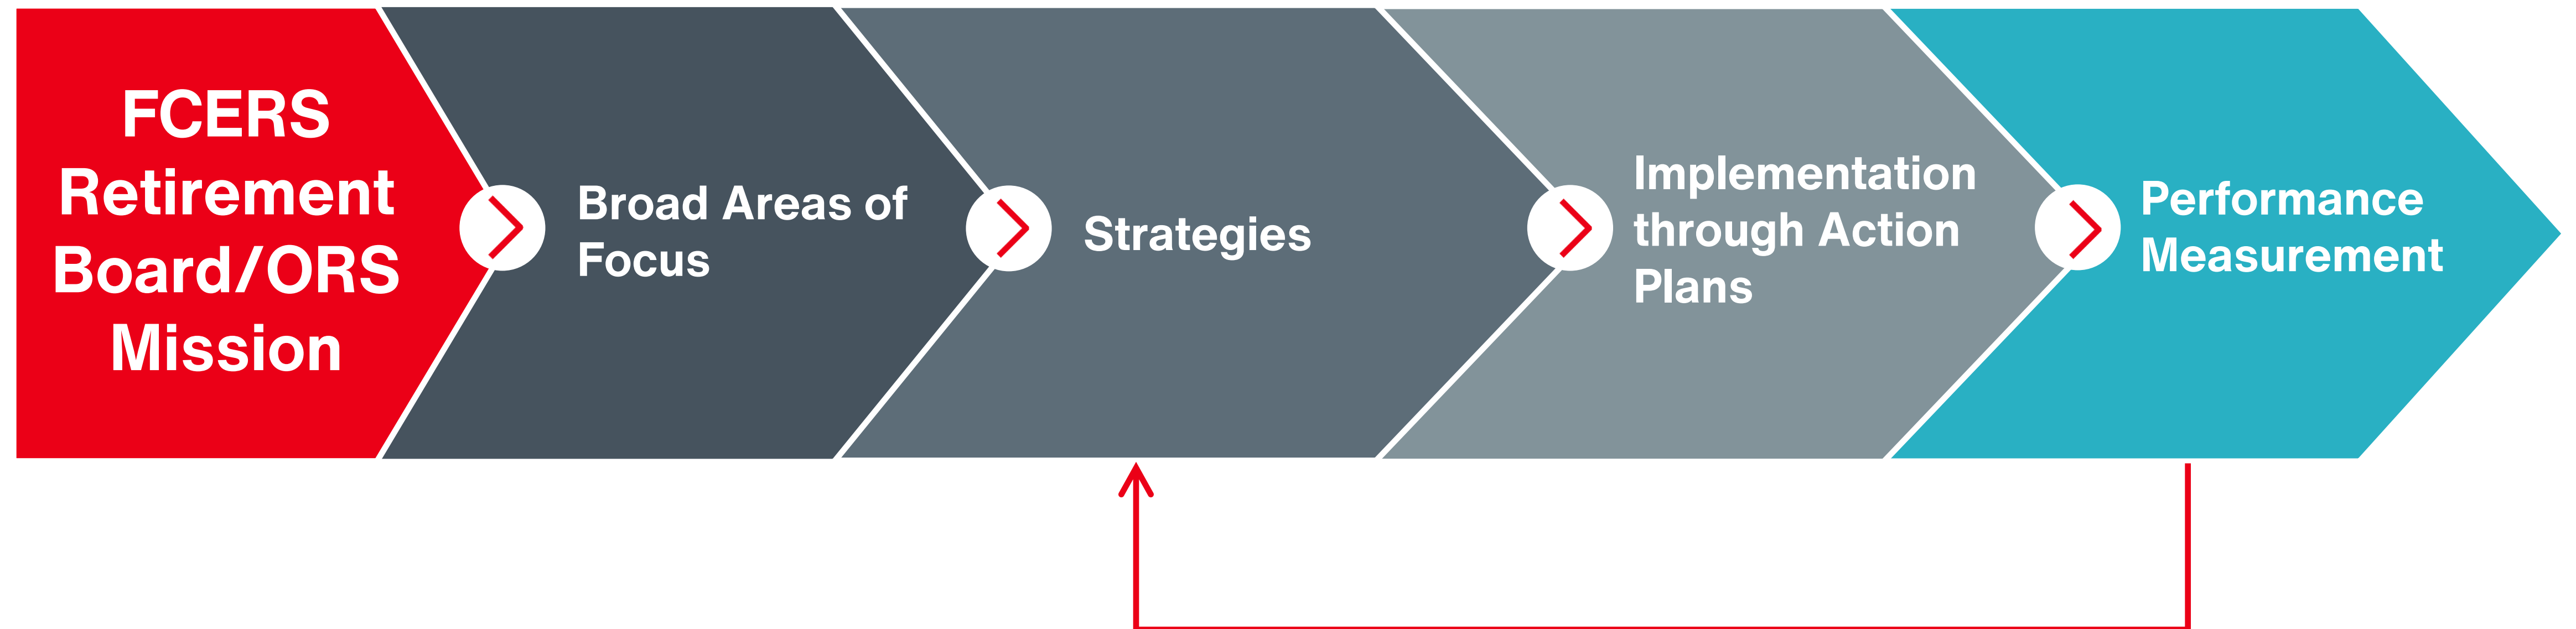 FCERS
Retirement
Board/ORS
Mission
Broad Areas of
Focus
Strategies
Implementation
through Action
Plans
Performance
Measurement